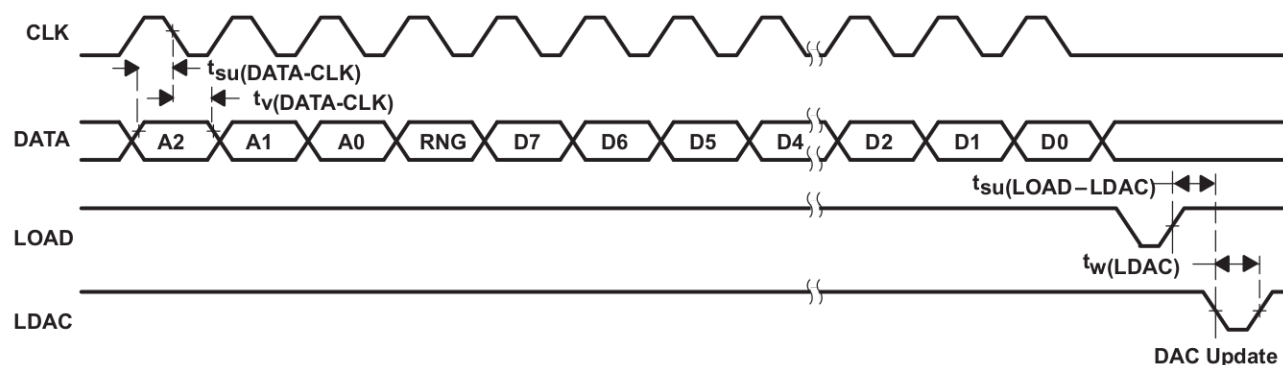 CLK
tsu(DATA-CLK)
tv(DATA-CLK)
DATA A2 A1 A0 RNG D7 D6 D5 D4 D2 D1 D0
tsu(LOAD–LDAC)
LOAD
tw(LDAC)
LDAC
DAC Update